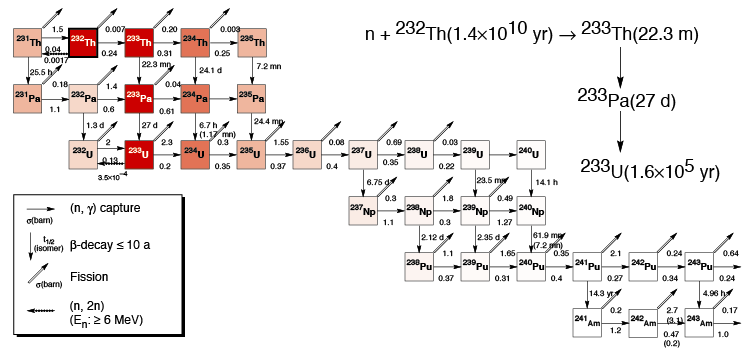 n + 232Th(1.4×10^10 yr) → 233Th(22.3 m)
233Pa(27 d)
233U(1.6×10^5 yr)
1.5 0.007 0.20 0.04 0.003
231Th 232Th 233Th 234Th 235Th
0.04 0.24 0.31 0.25
0.0017
25.5 h 22.3 mn 24.1 d 7.2 mn
0.18 1.4 0.04
231Pa 232Pa 233Pa 234Pa 235Pa
1.1 0.6 0.61
1.3 d 27 d 6.7 h 24.4 mn
(1.17 mn)
2 2.3 0.3 1.55 0.08 0.69 0.03
232U 233U 234U 235U 236U 237U 238U 239U 240U
0.13 0.2 0.35 0.37 0.4 0.35 0.22
3.5×10^−4
6.75 d 23.5 mn 14.1 h
0.3 1.8 0.49
237Np 238Np 239Np 240Np
1.1 0.3 1.27
2.12 d 2.35 d 61.9 mn
(7.2 mn)
1.1 1.65 0.35 2.1 0.24 0.64
238Pu 239Pu 240Pu 241Pu 242Pu 243Pu
0.37 0.31 0.4 0.27 0.34 0.24
14.3 yr 4.96 h
0.2 2.7 0.17
(3.1)
241Am 242Am 243Am
1.2 0.47 1.0
(0.2)
(n, γ) capture
σ(barn)
t1/2
(isomer) β-decay ≤ 10 a
Fission
σ(barn)
(n, 2n)
(En: ≥ 6 MeV)